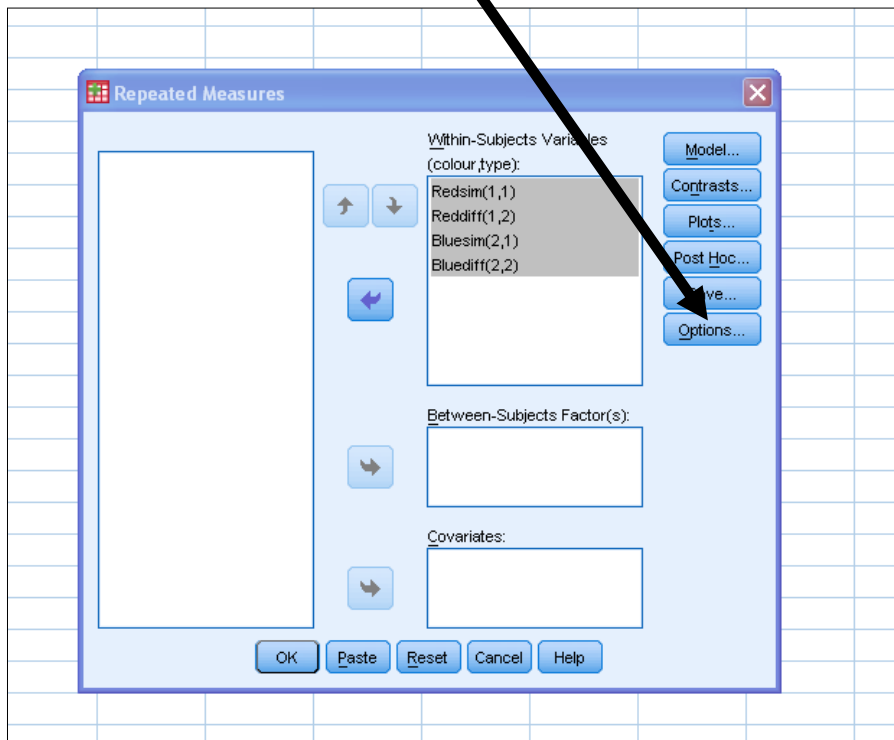 Repeated Measures
Within-Subjects Variables
(colour,type):
Redsim(1,1)
Reddiff(1,2)
Bluesim(2,1)
Bluediff(2,2)
Model...
Contrasts...
Plots...
Post Hoc...
Save...
Options...
Between-Subjects Factor(s):
Covariates:
OK Paste Reset Cancel Help